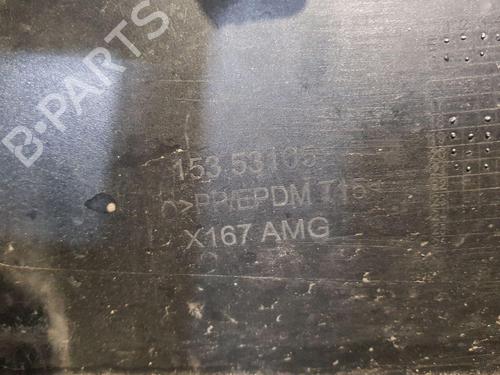 B-PARTS
153 53105
>PP/EPDM T15<
X167 AMG